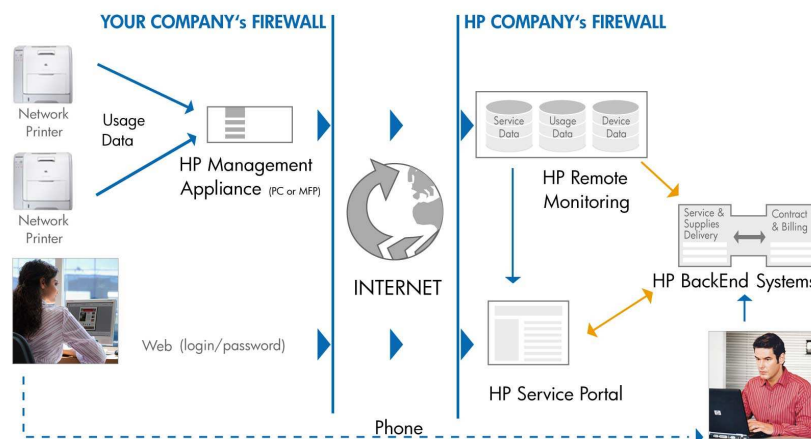 YOUR COMPANY's FIREWALL
HP COMPANY's FIREWALL
Network
Printer
Usage
Data
HP Management
Appliance (PC or MFP)
Network
Printer
INTERNET
Service
Data
Usage
Data
Device
Data
HP Remote
Monitoring
Service &
Supplies
Delivery
Contract
& Billing
HP BackEnd Systems
Web (login/password)
HP Service Portal
Phone